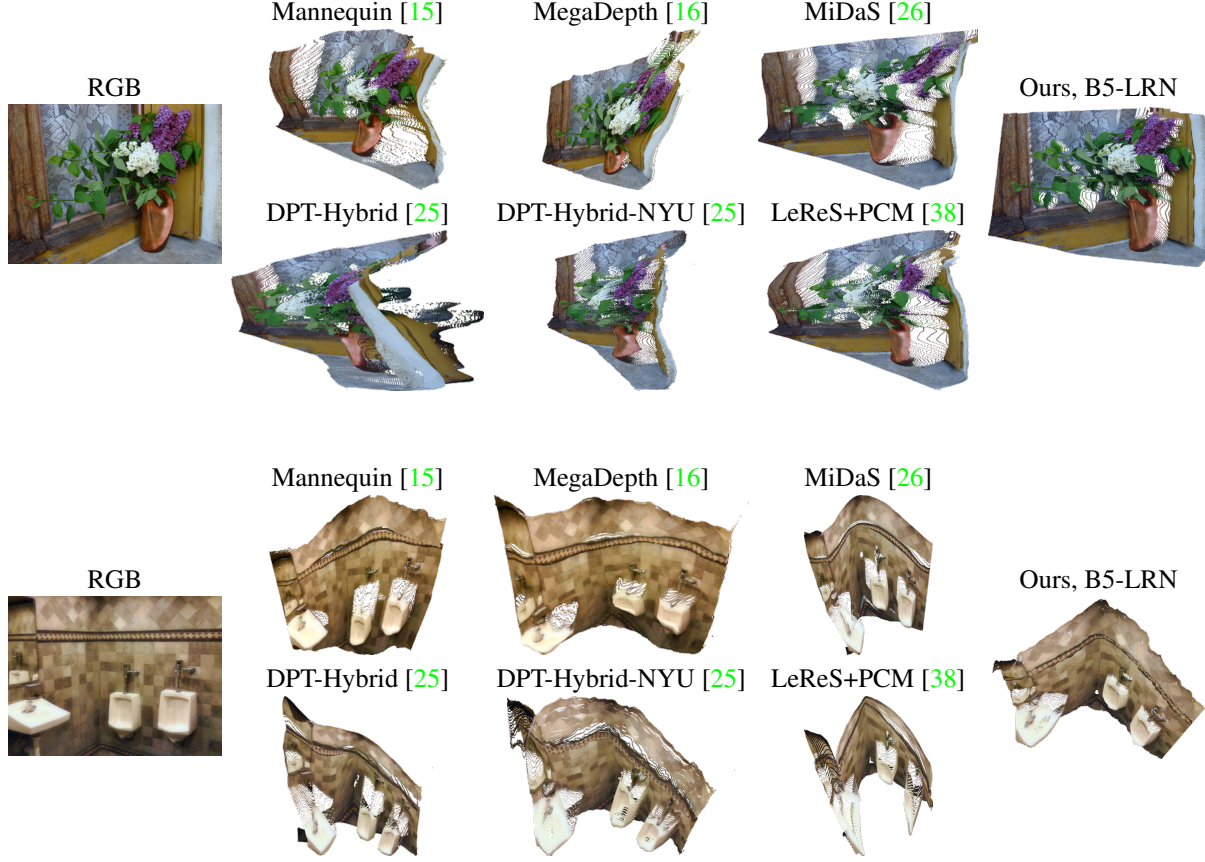 Mannequin [15] MegaDepth [16] MiDaS [26]
RGB
Ours, B5-LRN
DPT-Hybrid [25] DPT-Hybrid-NYU [25] LeReS+PCM [38]
Mannequin [15] MegaDepth [16] MiDaS [26]
RGB
Ours, B5-LRN
DPT-Hybrid [25] DPT-Hybrid-NYU [25] LeReS+PCM [38]